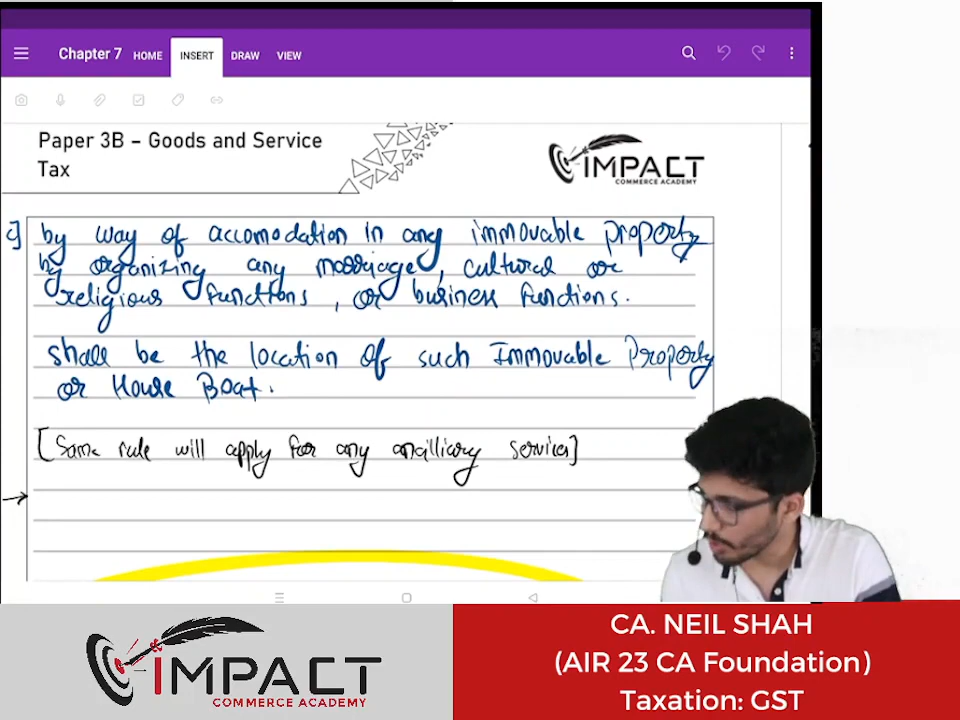 Chapter 7 HOME INSERT DRAW VIEW
Paper 3B – Goods and Service
Tax
IMPACT
COMMERCE ACADEMY
c] by way of accomodation in any immovable property
by organizing any marriage, cultural or
religious functions, or business functions.
shall be the location of such Immovable Property
or House Boat.
[Same rule will apply for any anilliary services]
IMPACT
COMMERCE ACADEMY
CA. NEIL SHAH
(AIR 23 CA Foundation)
Taxation: GST